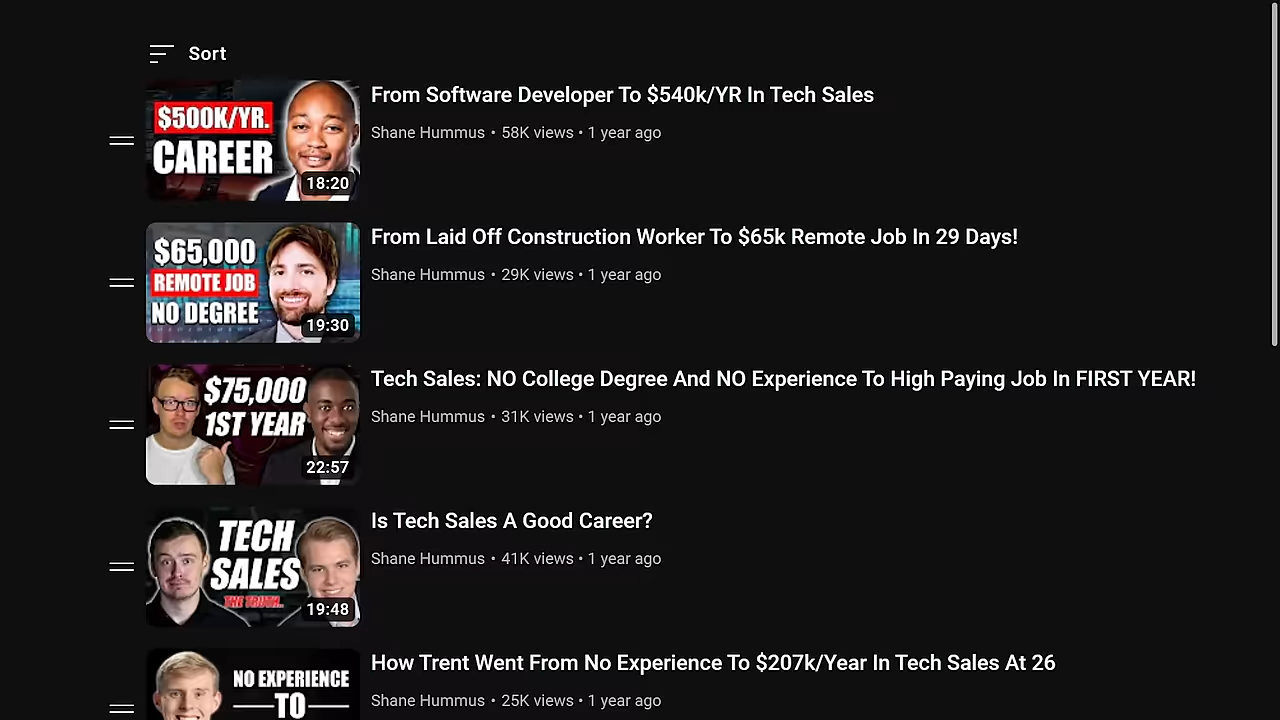 Sort
$500K/YR.
CAREER
18:20
From Software Developer To $540k/YR In Tech Sales
Shane Hummus • 58K views • 1 year ago
$65,000
REMOTE JOB
NO DEGREE
19:30
From Laid Off Construction Worker To $65k Remote Job In 29 Days!
Shane Hummus • 29K views • 1 year ago
$75,000
1ST YEAR
22:57
Tech Sales: NO College Degree And NO Experience To High Paying Job In FIRST YEAR!
Shane Hummus • 31K views • 1 year ago
TECH
SALES
THE TRUTH..
19:48
Is Tech Sales A Good Career?
Shane Hummus • 41K views • 1 year ago
NO EXPERIENCE
TO
How Trent Went From No Experience To $207k/Year In Tech Sales At 26
Shane Hummus • 25K views • 1 year ago